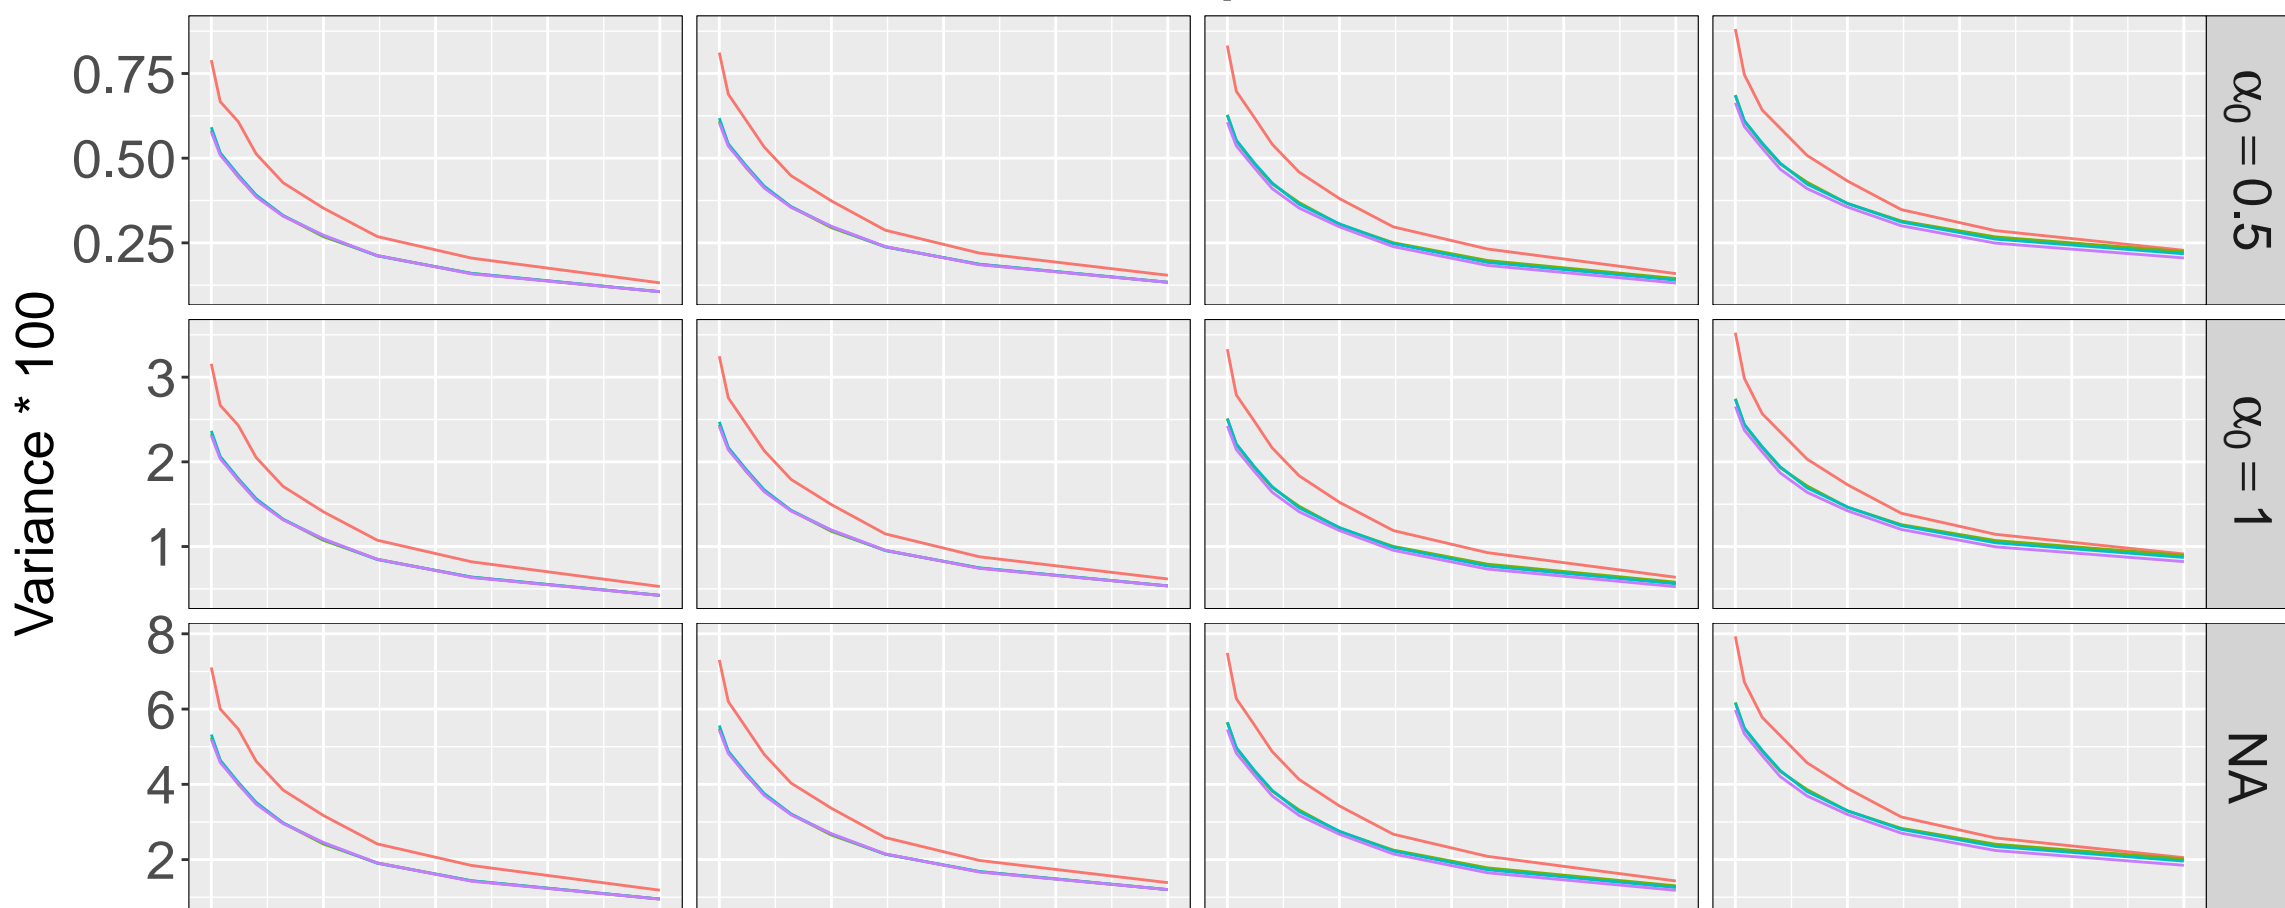 Variance * 100
0.75
0.50
0.25
α₀ = 0.5
3
2
1
α₀ = 1
8
6
4
2
NA